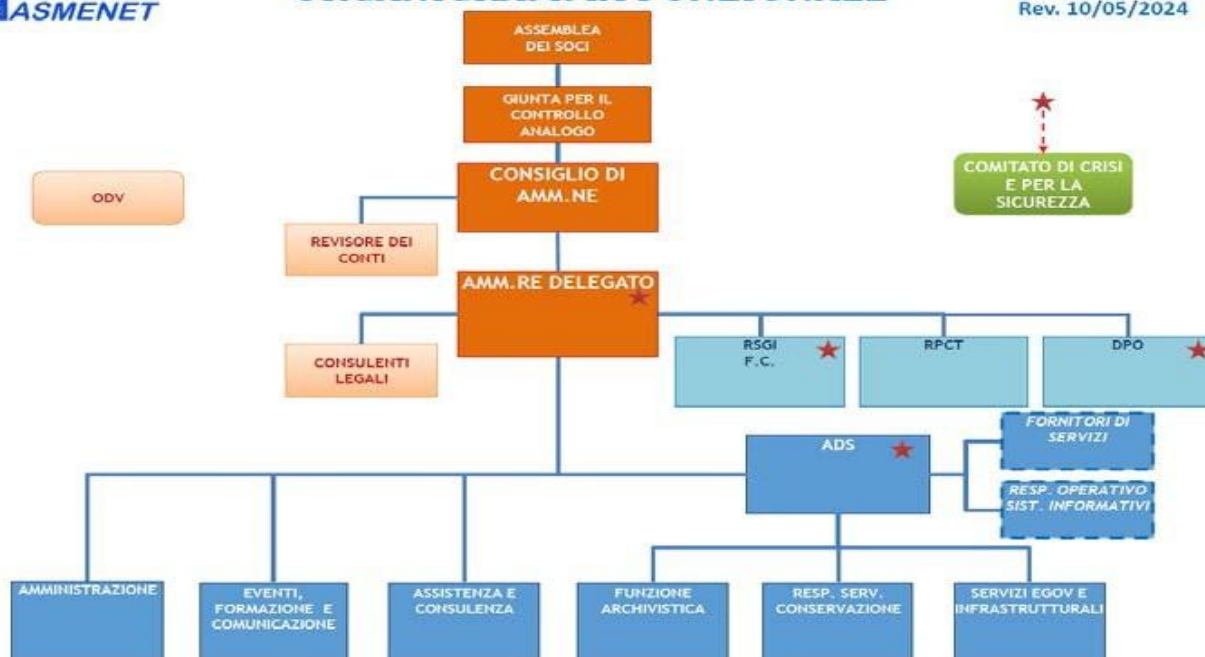 ASMENET
Rev. 10/05/2024
ASSEMBLEA
DEI SOCI
GIUNTA PER IL
CONTROLLO
ANALOGO
CONSIGLIO DI
AMM.NE
COMITATO DI CRISI
E PER LA
SICUREZZA
ODV
REVISORE DEI
CONTI
AMM.RE DELEGATO
CONSULENTI
LEGALI
RSGI
F.C.
RPCT
DPO
ADS
FORNITORI DI
SERVIZI
RESP. OPERATIVO
SIST. INFORMATIVI
AMMINISTRAZIONE
EVENTI,
FORMAZIONE E
COMUNICAZIONE
ASSISTENZA E
CONSULENZA
FUNZIONE
ARCHIVISTICA
RESP. SERV.
CONSERVAZIONE
SERVIZI EGOV E
INFRASTRUTTURALI